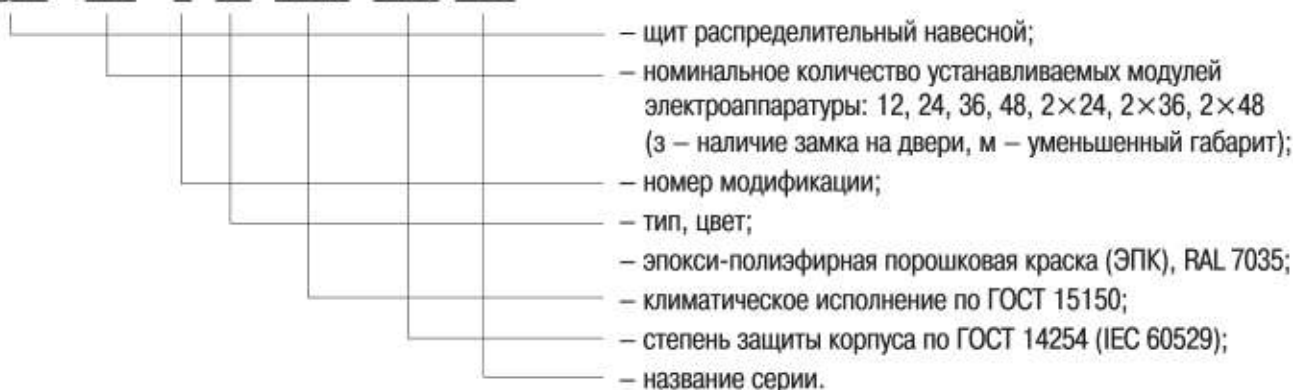 – щит распределительный навесной;
– номинальное количество устанавливаемых модулей
электроаппаратуры: 12, 24, 36, 48, 2×24, 2×36, 2×48
(з – наличие замка на двери, м – уменьшенный габарит);
– номер модификации;
– тип, цвет;
– эпокси-полиэфирная порошковая краска (ЭПК), RAL 7035;
– климатическое исполнение по ГОСТ 15150;
– степень защиты корпуса по ГОСТ 14254 (IEC 60529);
– название серии.